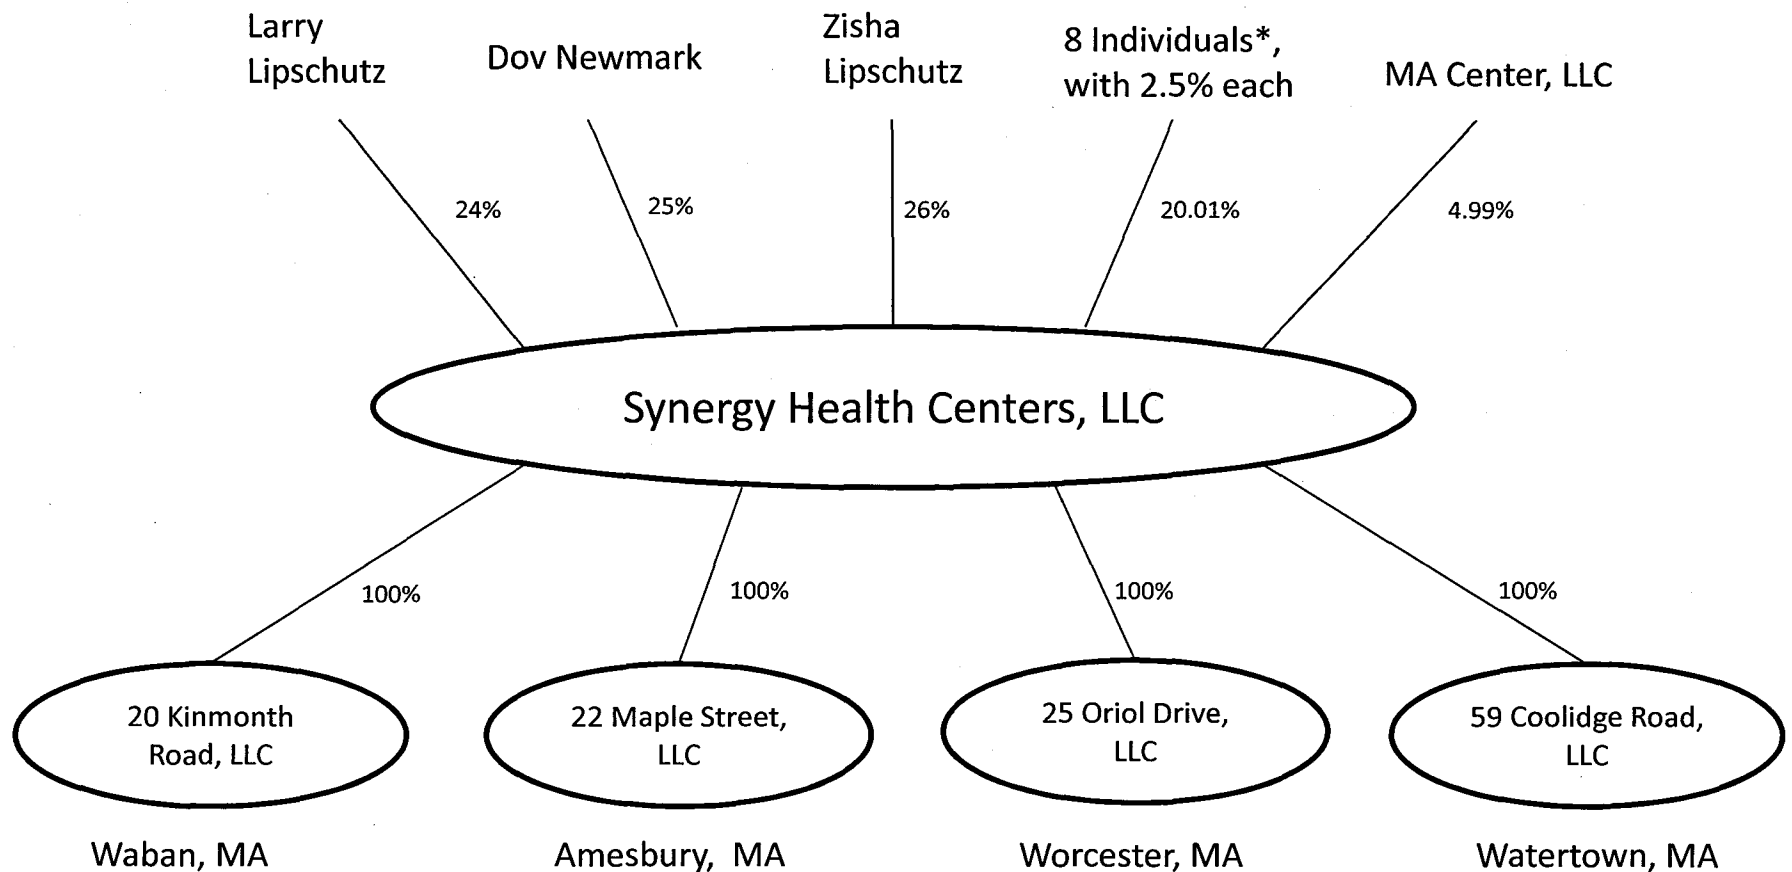 Larry
Lipschutz
Dov Newmark
Zisha
Lipschutz
8 Individuals*,
with 2.5% each
MA Center, LLC
24%
25%
26%
20.01%
4.99%
Synergy Health Centers, LLC
100%
100%
100%
100%
20 Kinmonth
Road, LLC
22 Maple Street,
LLC
25 Oriol Drive,
LLC
59 Coolidge Road,
LLC
Waban, MA
Amesbury, MA
Worcester, MA
Watertown, MA